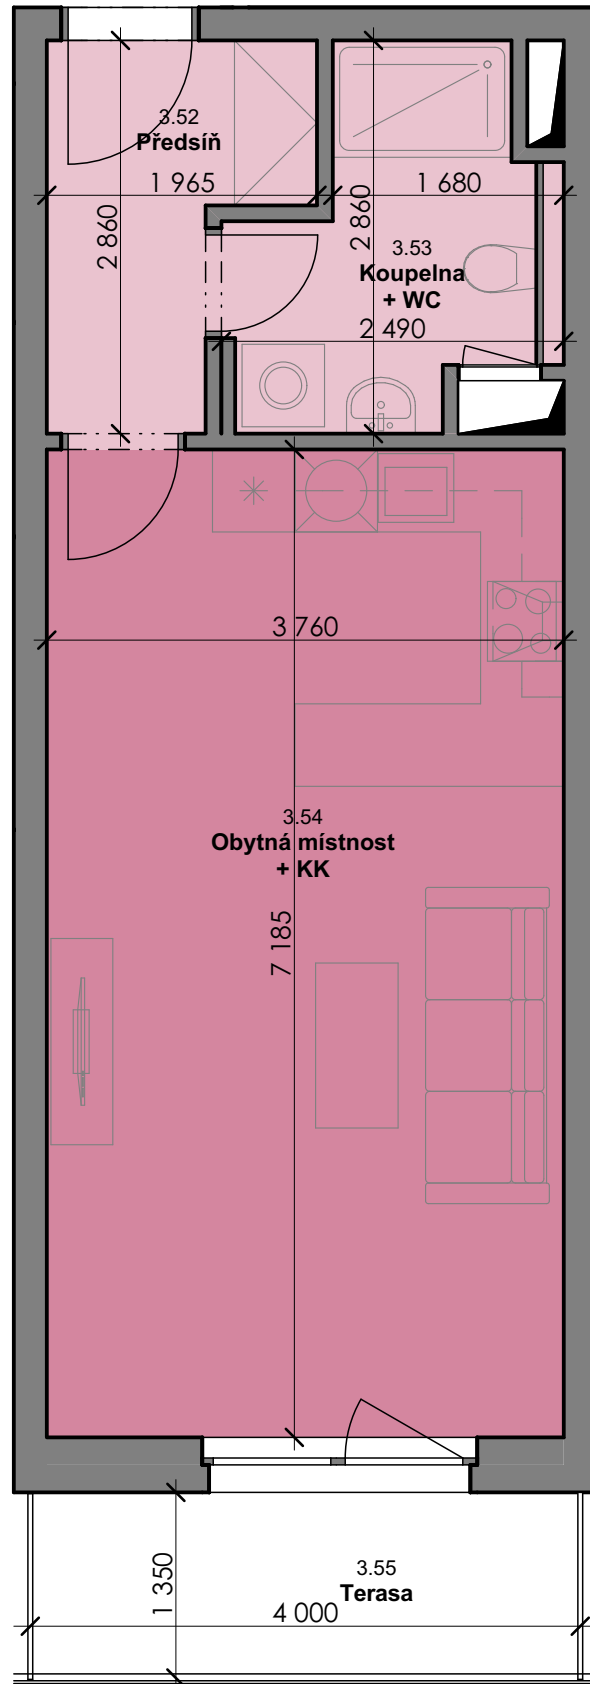 3.52
Předsíň
1 965
2 860
1 680
2 860
3.53
Koupelna
+ WC
2 490
3 760
3.54
Obytná místnost
+ KK
7 185
3.55
Terasa
1 350
4 000